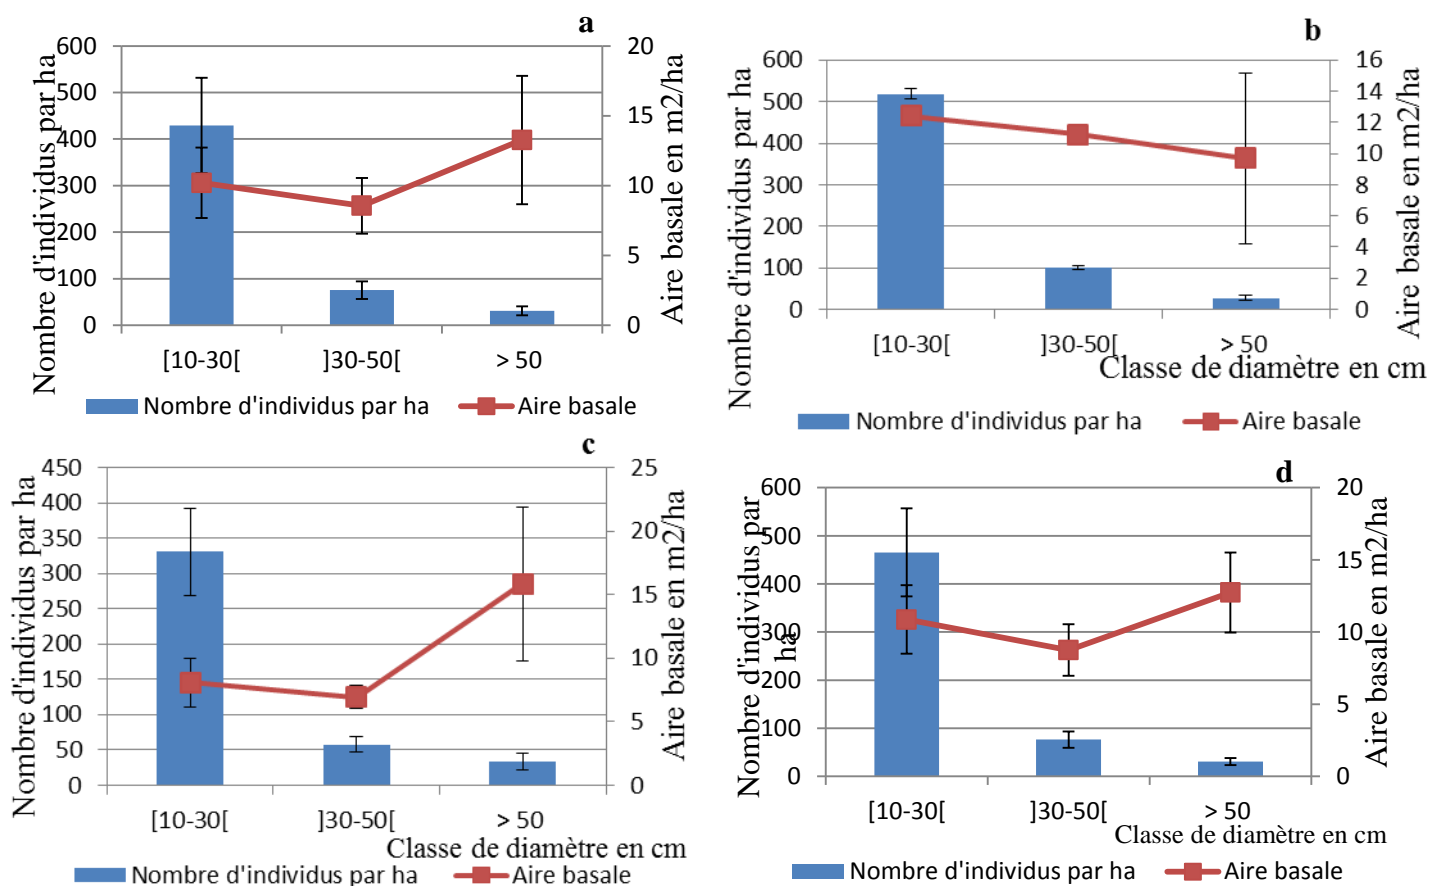 a
Nombre d'individus par ha
600
500
400
300
200
100
0
20
15
10
5
0
Aire basale en m2/ha
[10-30[
]30-50[
> 50
Nombre d'individus par ha
Aire basale
b
Nombre d'individus par ha
600
500
400
300
200
100
0
16
14
12
10
8
6
4
2
0
Aire basale en m2/ha
[10-30[
]30-50[
> 50
Classe de diamètre en cm
Nombre d'individus par ha
Aire basale
c
Nombre d'individus par ha
450
400
350
300
250
200
150
100
50
0
25
20
15
10
5
0
Aire basale en m2/ha
[10-30[
]30-50[
> 50
Classe de diamètre en cm
Nombre d'individus par ha
Aire basale
d
Nombre d'individus par
ha
600
500
400
300
200
100
0
20
15
10
5
0
Aire basale en m2/ha
[10-30[
]30-50[
> 50
Classe de diamètre en cm
Nombre d'individus par ha
Aire basale